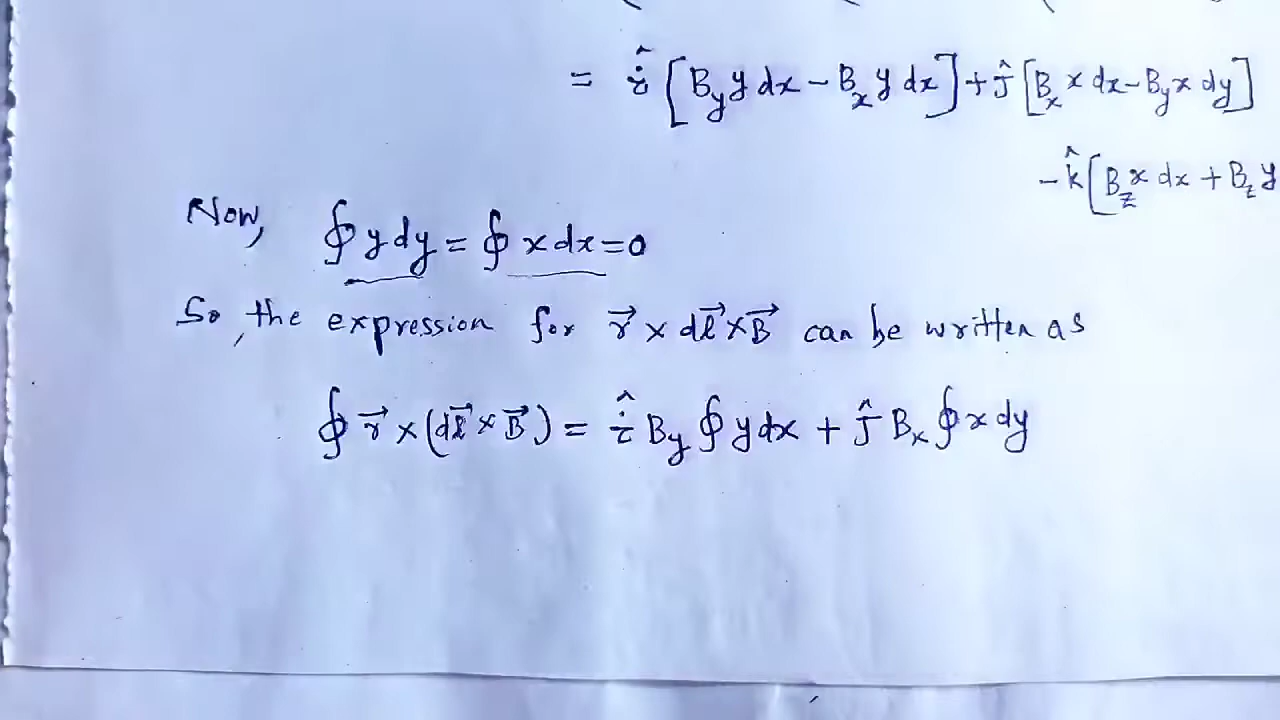 = î [B_y y dx - B_x y dx] + ĵ [B_x x dx - B_y x dy]
- k̂ [B_z x dx + B_z y
Now, ∮ y dy = ∮ x dx = 0
So, the expression for r⃗ × dl⃗ × B⃗ can be written as
∮ r⃗ × (dl⃗ × B⃗) = î B_y ∮ y dx + ĵ B_x ∮ x dy